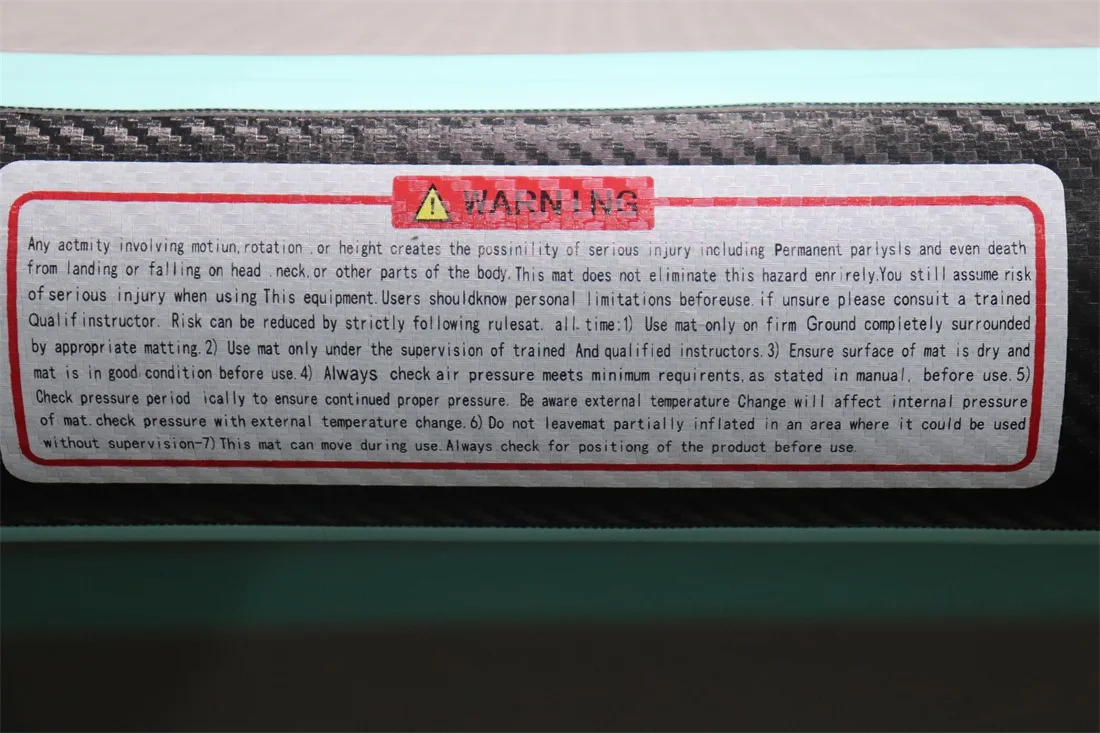 WARNING
Any aotmity involving motiun,rotation ,or height creates the possinility of serious injury including Permanent parlysls and even death
from landing or falling on head ,neck,or other parts of the body.This mat does not eliminate this hazard enrirely.You still assume risk
of serious injury when using This equipment.Users shouldknow personal limitations beforeuse.if unsure please consuit a trained
Qualifinstructor. Risk can be reduced by strictly following rulesat. all.time:1) Use mat only on firm Ground completely surrounded
by appropriate matting.2) Use mat only under the supervision of trained And qualified instructors.3) Ensure surface of mat is dry and
mat is in good condition before use.4) Always check air pressure meets minimum requirents,as stated in manual, before use.5)
Check pressure period ically to ensure continued proper pressure. Be aware external temperature Change will affect internal pressure
of mat.check pressure with external temperature change.6) Do not leavemat partially inflated in an area where it could be used
without supervision-7)This mat can move during use.Always check for positiong of the product before use.